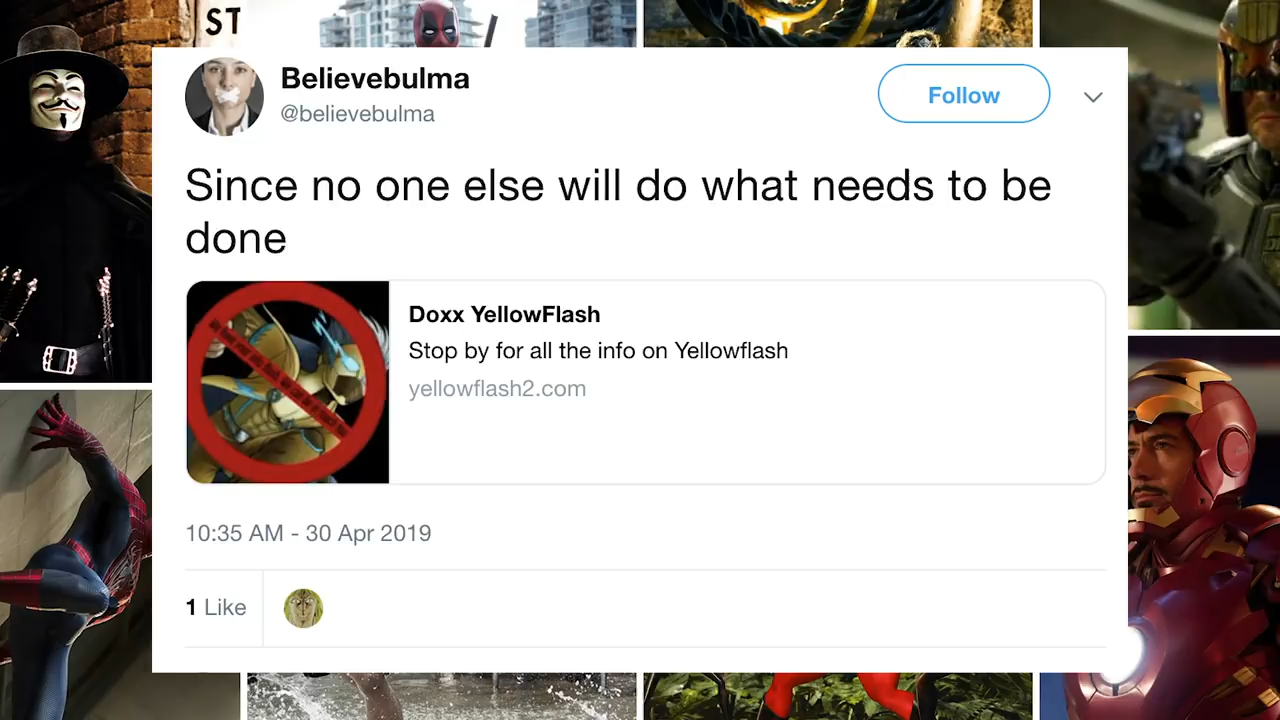 ST
Believebulma
@believebulma
Follow
Since no one else will do what needs to be
done
Doxx YellowFlash
Stop by for all the info on Yellowflash
yellowflash2.com
10:35 AM - 30 Apr 2019
1 Like